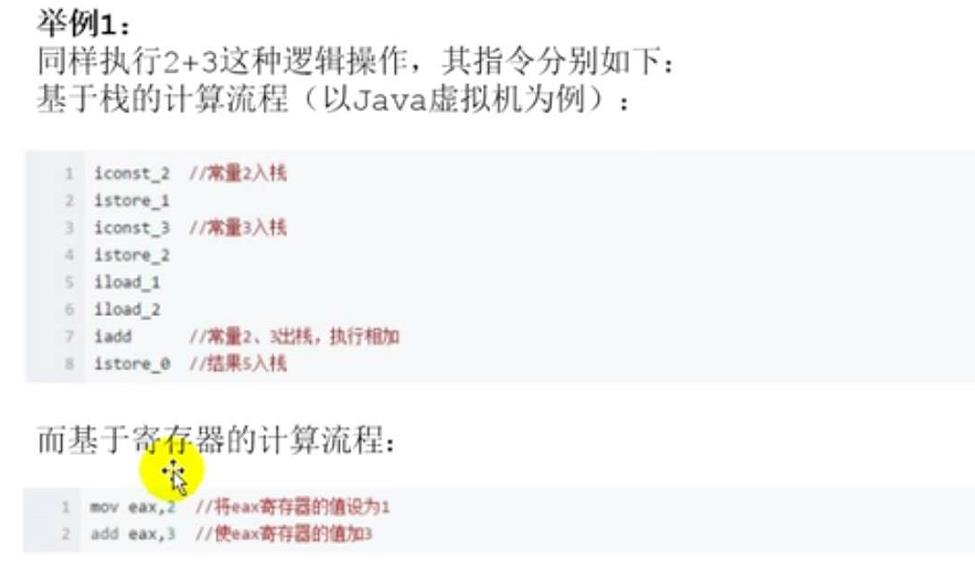 举例1：
同样执行2+3这种逻辑操作，其指令分别如下：
基于栈的计算流程（以Java虚拟机为例）：
1 iconst_2 //常量2入栈
2 istore_1
3 iconst_3 //常量3入栈
4 istore_2
5 iload_1
6 iload_2
7 iadd //常量2、3出栈，执行相加
8 istore_0 //结果5入栈
而基于寄存器的计算流程：
1 mov eax,2 //将eax寄存器的值设为1
2 add eax,3 //使eax寄存器的值加3